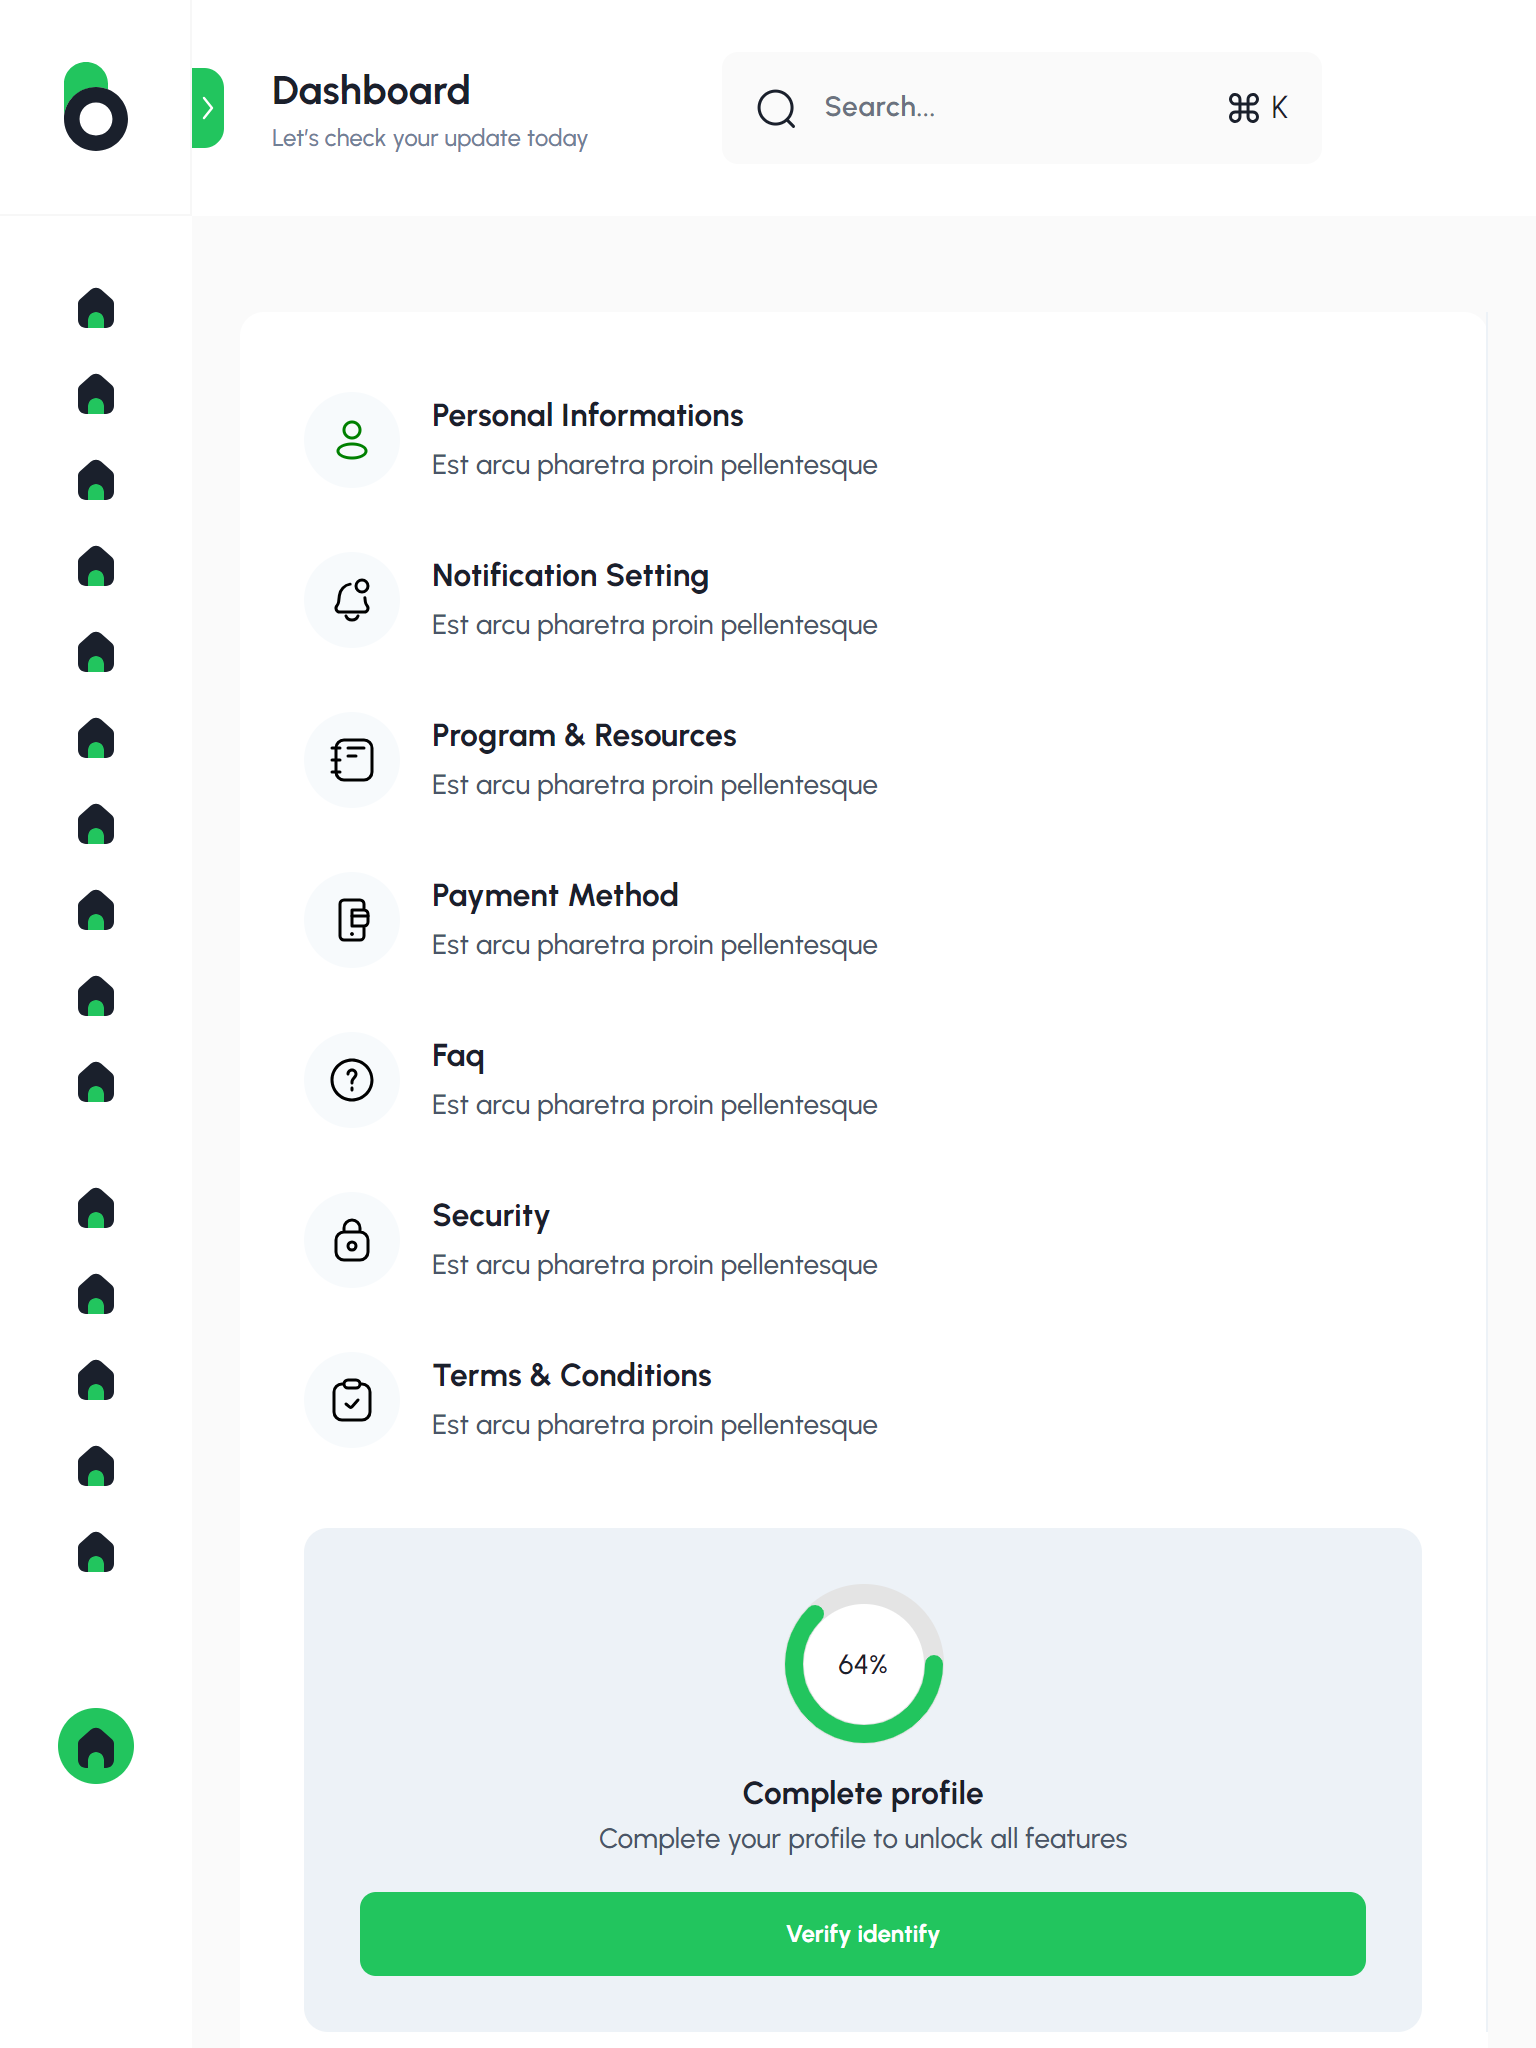 Dashboard
Let's check your update today
Search...
⌘ K
Personal Informations
Est arcu pharetra proin pellentesque
Notification Setting
Est arcu pharetra proin pellentesque
Program & Resources
Est arcu pharetra proin pellentesque
Payment Method
Est arcu pharetra proin pellentesque
Faq
Est arcu pharetra proin pellentesque
Security
Est arcu pharetra proin pellentesque
Terms & Conditions
Est arcu pharetra proin pellentesque
64%
Complete profile
Complete your profile to unlock all features
Verify identify